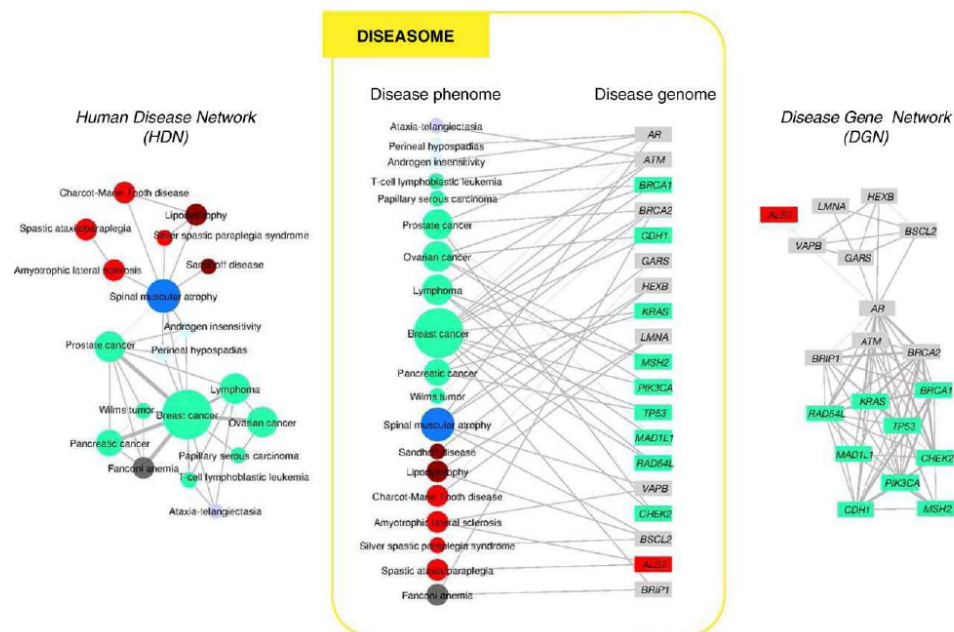 DISEASOME
Human Disease Network
(HDN)
Charcot-Marie-Tooth disease
Lipodystrophy
Spastic ataxia/paraplegia
Silver spastic paraplegia syndrome
Amyotrophic lateral sclerosis
Sandhoff disease
Spinal muscular atrophy
Androgen insensitivity
Prostate cancer
Perineal hypospadias
Lymphoma
Wilms tumor
Breast cancer
Ovarian cancer
Pancreatic cancer
Papillary serous carcinoma
Fanconi anemia
T-cell lymphoblastic leukemia
Ataxia-telangiectasia
Disease phenome
Ataxia-telangiectasia
Perineal hypospadias
Androgen insensitivity
T-cell lymphoblastic leukemia
Papillary serous carcinoma
Prostate cancer
Ovarian cancer
Lymphoma
Breast cancer
Pancreatic cancer
Wilms tumor
Spinal muscular atrophy
Sandhoff disease
Lipodystrophy
Charcot-Marie-Tooth disease
Amyotrophic lateral sclerosis
Silver spastic paraplegia syndrome
Spastic ataxia/paraplegia
Fanconi anemia
Disease genome
AR
ATM
BRCA1
BRCA2
CDH1
GARS
HEXB
KRAS
LMNA
MSH2
PIK3CA
TP53
MAD1L1
RAD54L
VAPB
CHEK2
BSCL2
ALS2
BRIP1
Disease Gene Network
(DGN)
HEXB
LMNA
ALS2
BSCL2
VAPB
GARS
AR
ATM
BRIP1
BRCA2
BRCA1
KRAS
RAD54L
TP53
MAD1L1
CHEK2
PIK3CA
CDH1
MSH2